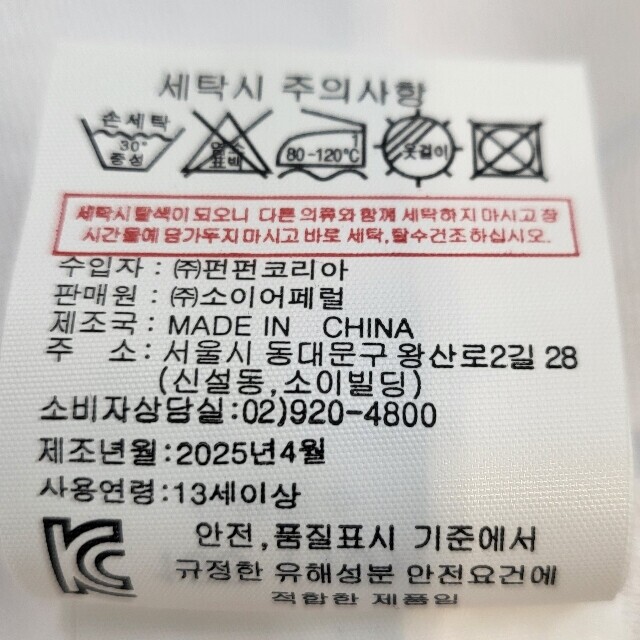 세탁시 주의사항
손세탁 30° 중성
염소 표백
80-120℃
옷걸이
세탁시 탈색이 되오니 다른 의류와 함께 세탁하지 마시고 장
시간물에 담가두지 마시고 바로 세탁,탈수건조하십시오.
수입자 : ㈜펀펀코리아
판매원 : ㈜소이어페럴
제조국 : MADE IN CHINA
주 소: 서울시 동대문구 왕산로2길 28
(신설동,소이빌딩)
소비자상담실:02)920-4800
제조년월:2025년4월
사용연령:13세이상
안전,품질표시 기준에서
규정한 유해성분 안전요건에
적합한 제품임